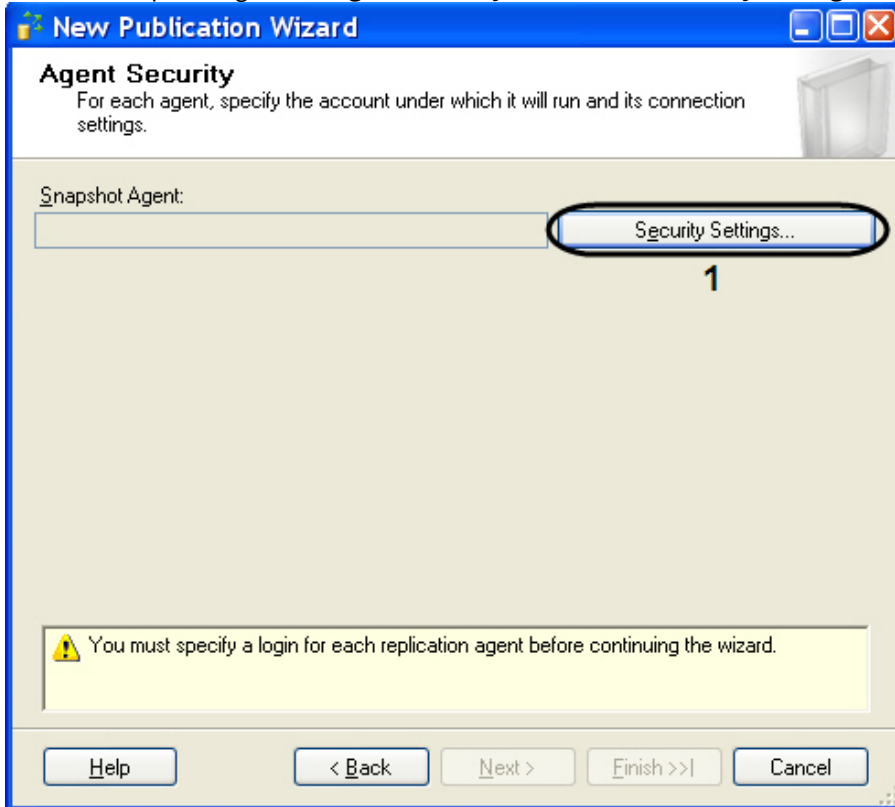 New Publication Wizard
Agent Security
For each agent, specify the account under which it will run and its connection
settings.
Snapshot Agent:
Security Settings...
1
You must specify a login for each replication agent before continuing the wizard.
Help
< Back
Next >
Finish >>|
Cancel